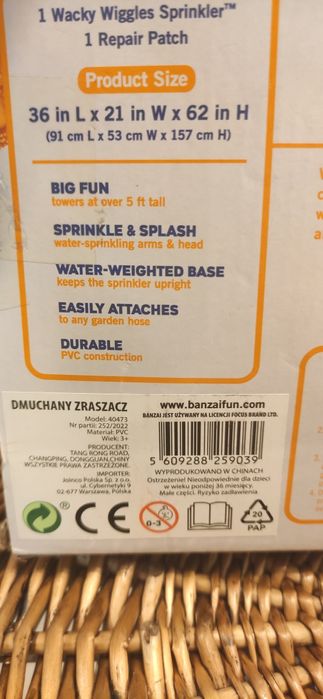 1 Wacky Wiggles Sprinkler™
1 Repair Patch
Product Size
36 in L x 21 in W x 62 in H
(91 cm L x 53 cm W x 157 cm H)
BIG FUN
towers at over 5 ft tall
SPRINKLE & SPLASH
water-sprinkling arms & head
WATER-WEIGHTED BASE
keeps the sprinkler upright
EASILY ATTACHES
to any garden hose
DURABLE
PVC construction
DMUCHANY ZRASZACZ
Model: 40473
Nr partii: 252/2022
Materiał: PVC
Wiek: 3+
PRODUCENT:
TANG RONG ROAD,
CHANGPING, DONGGUAN,CHINY
WSZYSTKIE PRAWA ZASTRZEŻONE.
IMPORTER:
Joinco Polska Sp. z o.o.
ul. Cybernetyki 9
02-677 Warszawa, Polska
® CE
www.banzaifun.com
BANZAI JEST UŻYWANY NA LICENCJI FOCUS BRAND LTD.
5 609288 259039
WYPRODUKOWANO W CHINACH
Ostrzeżenie! Nieodpowiednie dla dzieci
w wieku poniżej 36 miesięcy.
Małe części. Ryzyko zadławienia
0-3
20
PAP